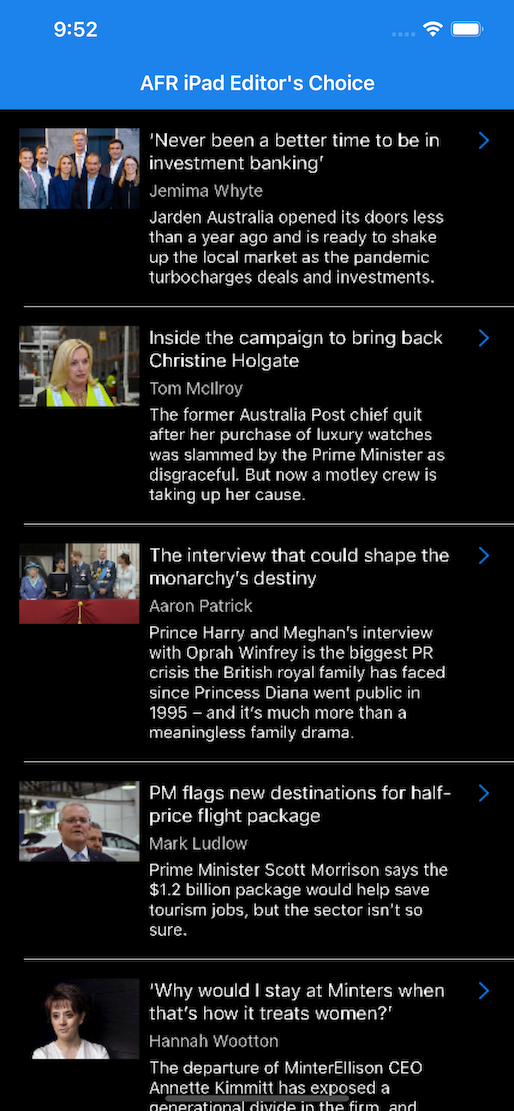 9:52
AFR iPad Editor's Choice
‘Never been a better time to be in
investment banking’
Jemima Whyte
Jarden Australia opened its doors less
than a year ago and is ready to shake
up the local market as the pandemic
turbocharges deals and investments.
Inside the campaign to bring back
Christine Holgate
Tom McIlroy
The former Australia Post chief quit
after her purchase of luxury watches
was slammed by the Prime Minister as
disgraceful. But now a motley crew is
taking up her cause.
The interview that could shape the
monarchy’s destiny
Aaron Patrick
Prince Harry and Meghan’s interview
with Oprah Winfrey is the biggest PR
crisis the British royal family has faced
since Princess Diana went public in
1995 – and it’s much more than a
meaningless family drama.
PM flags new destinations for half-
price flight package
Mark Ludlow
Prime Minister Scott Morrison says the
$1.2 billion package would help save
tourism jobs, but the sector isn’t so
sure.
‘Why would I stay at Minters when
that’s how it treats women?’
Hannah Wootton
The departure of MinterEllison CEO
Annette Kimmitt has exposed a
generational divide in the firm, and